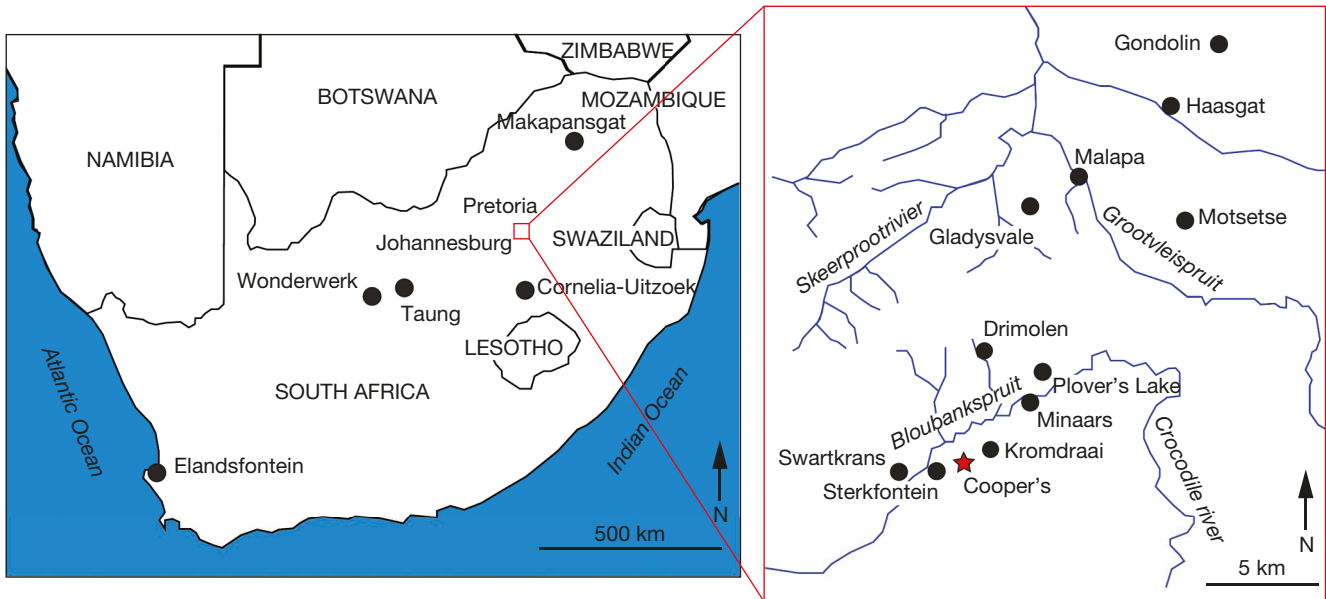 ZIMBABWE
BOTSWANA
MOZAMBIQUE
Makapansgat
NAMIBIA
Pretoria
Johannesburg
SWAZILAND
Wonderwerk
Taung
Cornelia-Uitzoek
LESOTHO
SOUTH AFRICA
Atlantic Ocean
Indian Ocean
Elandsfontein
N
500 km
Gondolin
Haasgat
Malapa
Motsetse
Gladysvale
Skeerprootrivier
Grootvleispruit
Drimolen
Plover's Lake
Bloubankspruit
Minaars
Kromdraai
Swartkrans
Sterkfontein
Cooper's
Crocodile river
N
5 km